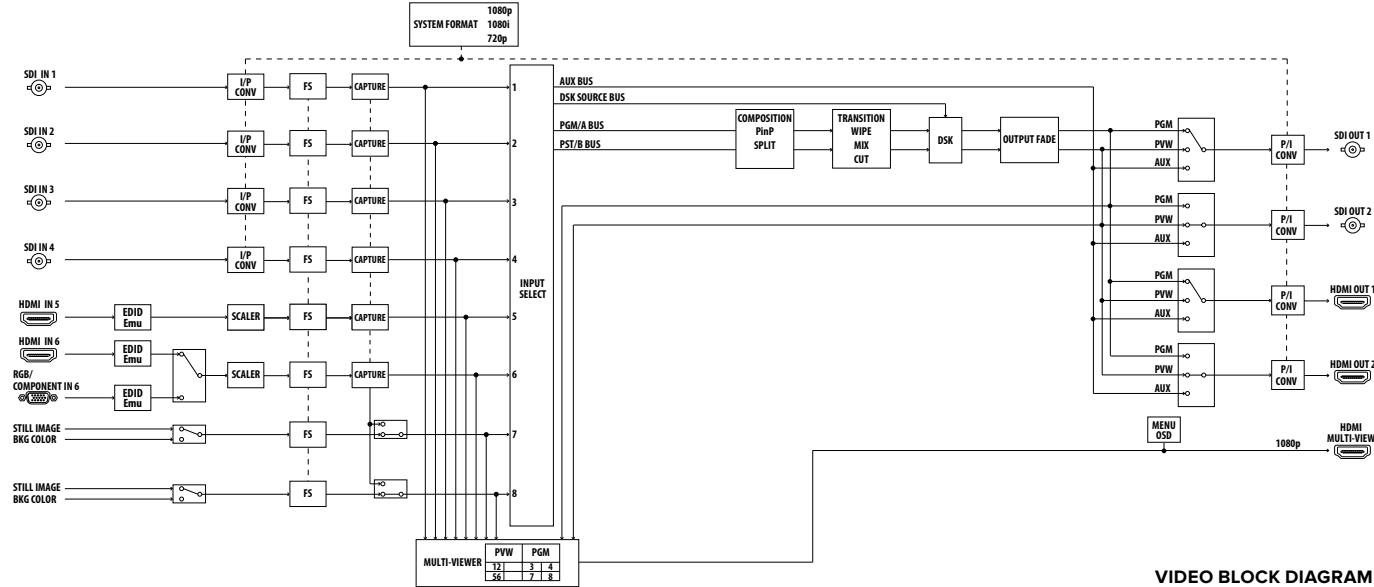 SYSTEM FORMAT
1080p
1080i
720p
SDI IN 1
I/P CONV
FS
CAPTURE
1
SDI IN 2
I/P CONV
FS
CAPTURE
2
SDI IN 3
I/P CONV
FS
CAPTURE
3
SDI IN 4
I/P CONV
FS
CAPTURE
4
HDMI IN 5
EDID Emu
SCALER
FS
CAPTURE
5
HDMI IN 6
EDID Emu
RGB/
COMPONENT IN 6
EDID Emu
SCALER
FS
CAPTURE
6
STILL IMAGE
BKG COLOR
FS
7
STILL IMAGE
BKG COLOR
FS
8
INPUT
SELECT
AUX BUS
DSK SOURCE BUS
PGM/A BUS
PST/B BUS
COMPOSITION
PinP
SPLIT
TRANSITION
WIPE
MIX
CUT
DSK
OUTPUT FADE
PGM
PVW
AUX
P/I CONV
SDI OUT 1
PGM
PVW
AUX
P/I CONV
SDI OUT 2
PGM
PVW
AUX
P/I CONV
HDMI OUT 1
PGM
PVW
AUX
P/I CONV
HDMI OUT 2
MENU
OSD
1080p
HDMI
MULTI-VIEW
MULTI-VIEWER
PVW PGM
12 3 4
56 7 8
VIDEO BLOCK DIAGRAM